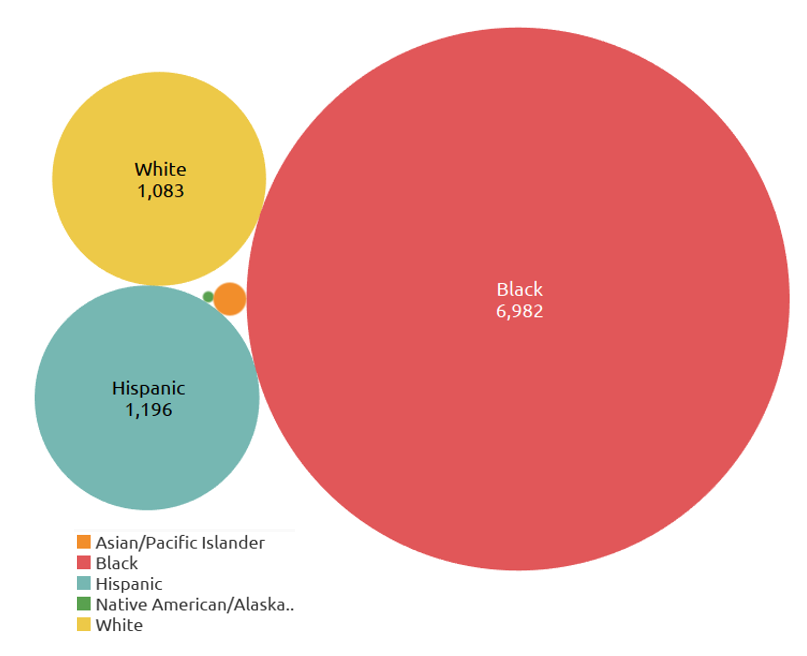 White
1,083
Black
6,982
Hispanic
1,196
Asian/Pacific Islander
Black
Hispanic
Native American/Alaska..
White